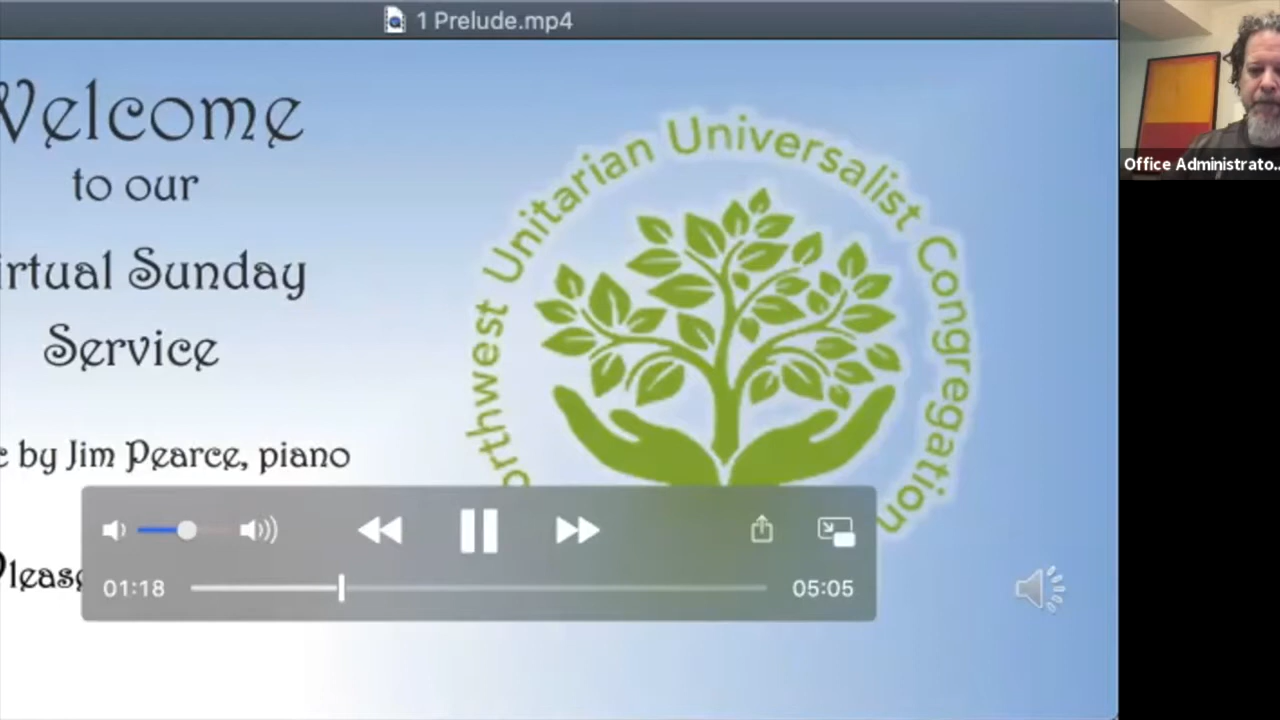 1 Prelude.mp4
Welcome
to our
irtual Sunday
Service
c by Jim Pearce, piano
Please
orthwest Unitarian Universalist Congregation
01:18
05:05
Office Administrato...